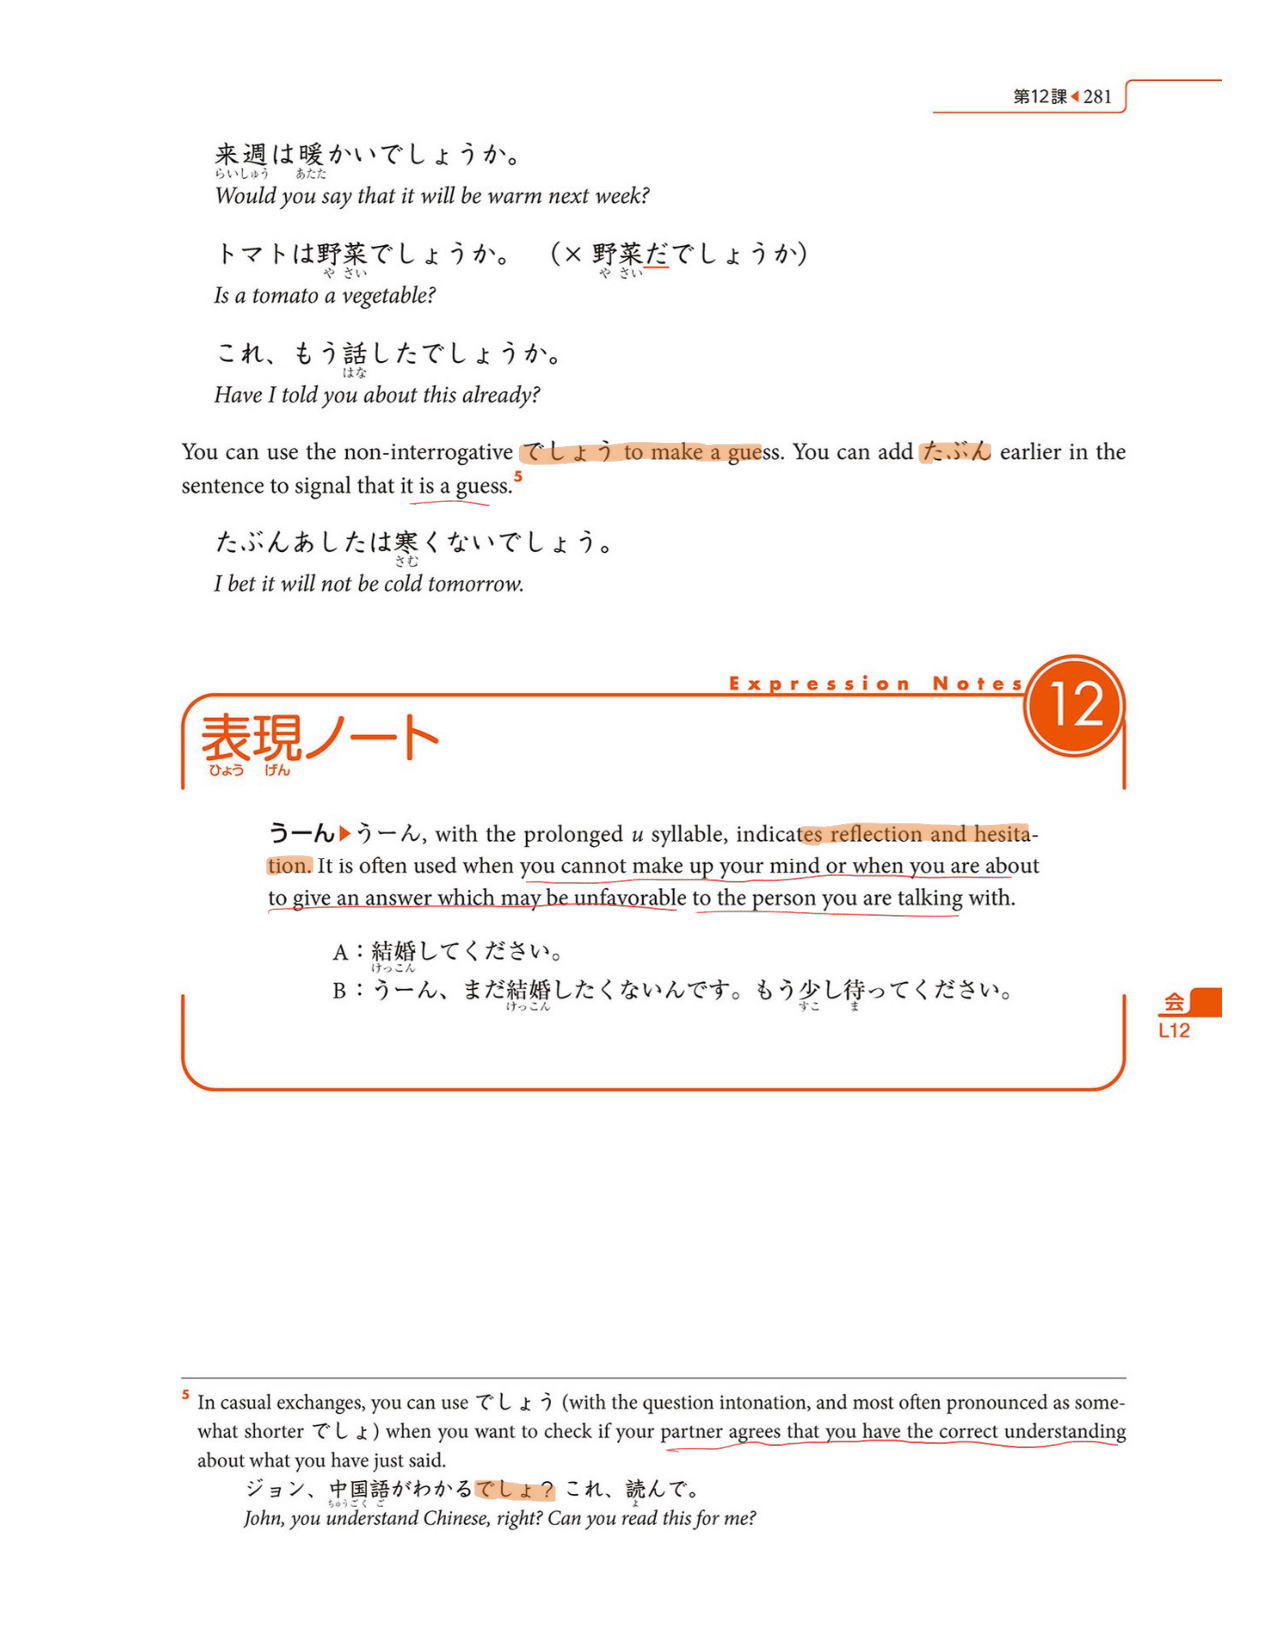 第12課◀281
来週は暖かいでしょうか。
らいしゅう あたた
Would you say that it will be warm next week?
トマトは野菜でしょうか。 (× 野菜だでしょうか)
や さい や さい
Is a tomato a vegetable?
これ、もう話したでしょうか。
はな
Have I told you about this already?
You can use the non-interrogative でしょう to make a guess. You can add たぶん earlier in the
sentence to signal that it is a guess.5
たぶんあしたは寒くないでしょう。
さむ
I bet it will not be cold tomorrow.
Expression Notes 12
表現ノート
ひょう げん
うーん▶うーん, with the prolonged u syllable, indicates reflection and hesita-
tion. It is often used when you cannot make up your mind or when you are about
to give an answer which may be unfavorable to the person you are talking with.
A：結婚してください。
けっこん
B：うーん、まだ結婚したくないんです。もう少し待ってください。
けっこん すこ ま
会
L12
5 In casual exchanges, you can use でしょう (with the question intonation, and most often pronounced as some-
what shorter でしょ) when you want to check if your partner agrees that you have the correct understanding
about what you have just said.
ジョン、中国語がわかるでしょ？ これ、読んで。
ちゅうごく ご よ
John, you understand Chinese, right? Can you read this for me?